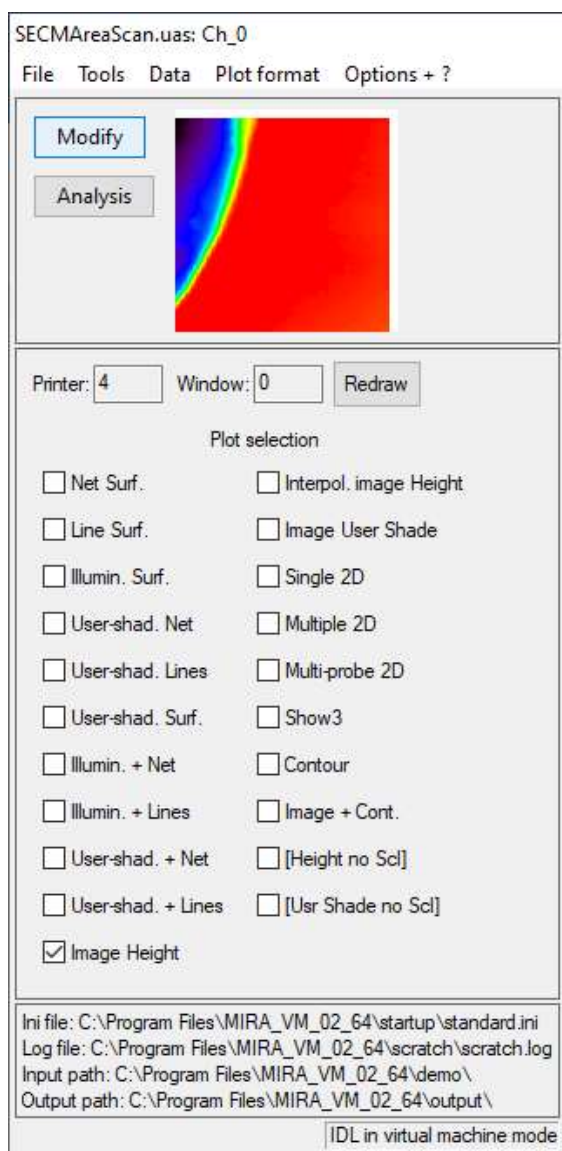 SECMAreaScan.uas: Ch_0
File Tools Data Plot format Options + ?
Modify
Analysis
Printer: 4 Window: 0 Redraw
Plot selection
Net Surf. Interpol. image Height
Line Surf. Image User Shade
Illumin. Surf. Single 2D
User-shad. Net Multiple 2D
User-shad. Lines Multi-probe 2D
User-shad. Surf. Show3
Illumin. + Net Contour
Illumin. + Lines Image + Cont.
User-shad. + Net [Height no Scl]
User-shad. + Lines [Usr Shade no Scl]
Image Height
Ini file: C:\Program Files\MIRA_VM_02_64\startup\standard.ini
Log file: C:\Program Files\MIRA_VM_02_64\scratch\scratch.log
Input path: C:\Program Files\MIRA_VM_02_64\demo\
Output path: C:\Program Files\MIRA_VM_02_64\output\
IDL in virtual machine mode